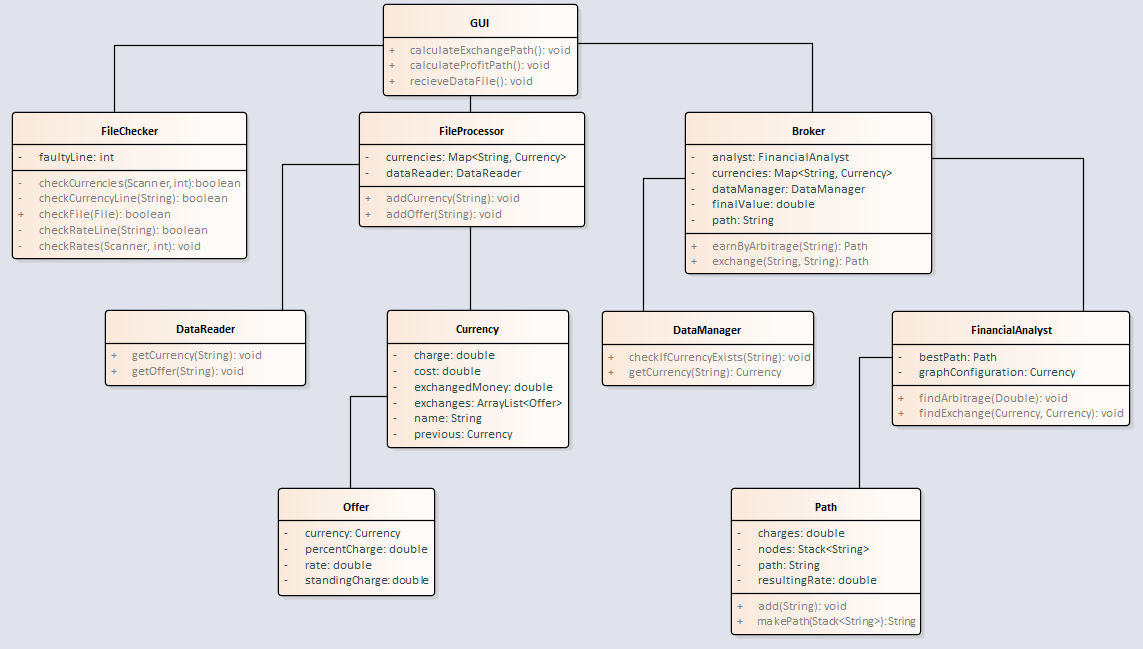 GUI
+ calculateExchangePath(): void
+ calculateProfitPath(): void
+ recieveDataFile(): void
FileChecker
- faultyLine: int
- checkCurrencies(Scanner, int): boolean
- checkCurrencyLine(String): boolean
+ checkFile(File): boolean
- checkRateLine(String): boolean
- checkRates(Scanner, int): void
FileProcessor
- currencies: Map<String, Currency>
- dataReader: DataReader
+ addCurrency(String): void
+ addOffer(String): void
Broker
- analyst: FinancialAnalyst
- currencies: Map<String, Currency>
- dataManager: DataManager
- finalValue: double
- path: String
+ earnByArbitrage(String): Path
+ exchange(String, String): Path
DataReader
+ getCurrency(String): void
+ getOffer(String): void
Currency
- charge: double
- cost: double
- exchangedMoney: double
- exchanges: ArrayList<Offer>
- name: String
- previous: Currency
DataManager
+ checkIfCurrencyExists(String): void
+ getCurrency(String): Currency
FinancialAnalyst
- bestPath: Path
- graphConfiguration: Currency
+ findArbitrage(Double): void
+ findExchange(Currency, Currency): void
Offer
- currency: Currency
- percentCharge: double
- rate: double
- standingCharge: double
Path
- charges: double
- nodes: Stack<String>
- path: String
- resultingRate: double
+ add(String): void
+ makePath(Stack<String>): String